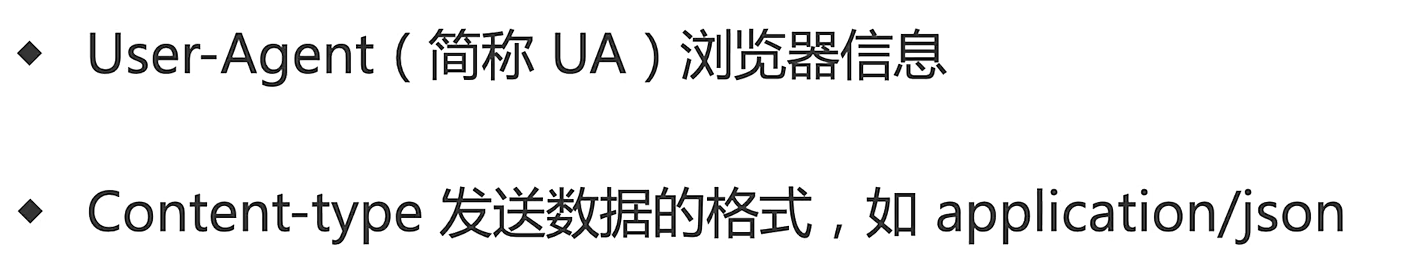 ◆ User-Agent（简称 UA）浏览器信息
◆ Content-type 发送数据的格式，如 application/json